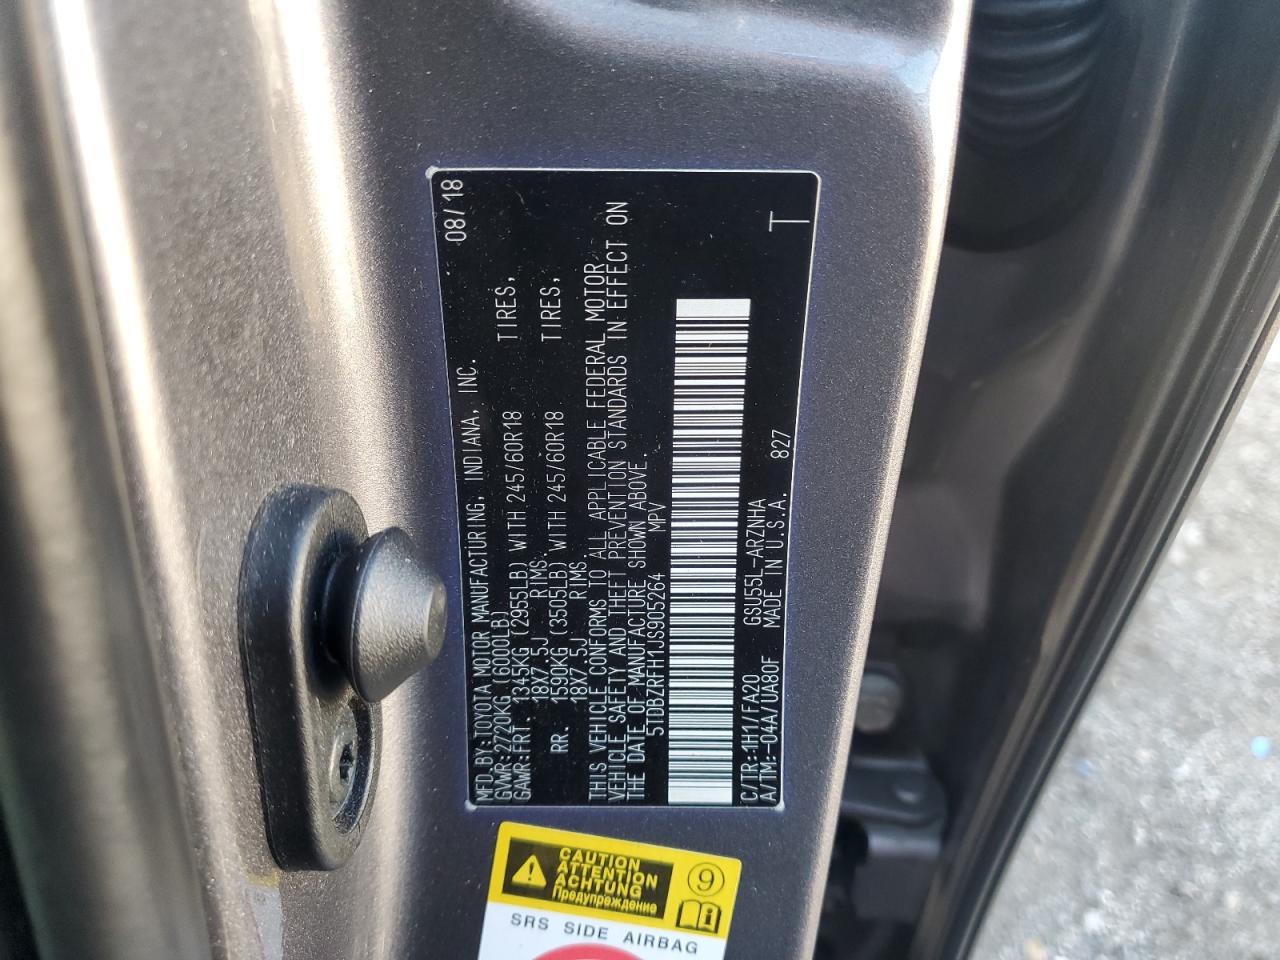 MFD.BY:TOYOTA MOTOR MANUFACTURING, INDIANA, INC. 08/18
GVWR:2720KG (6000LB)
GAWR:FRT. 1345KG (2955LB) WITH 245/60R18 TIRES,
18X7.5J RIMS.
RR. 1590KG (3505LB) WITH 245/60R18 TIRES,
18X7.5J RIMS.
THIS VEHICLE CONFORMS TO ALL APPLICABLE FEDERAL MOTOR
VEHICLE SAFETY AND THEFT PREVENTION STANDARDS IN EFFECT ON
THE DATE OF MANUFACTURE SHOWN ABOVE.
5TDBZRFH1JS905264 MPV
C/TR:1H1/FA20 GSU55L-ARZNHA
A/TM:-04A/UA80F MADE IN U.S.A. 827 T
CAUTION
ATTENTION
ACHTUNG
Предупреждение
9
i
SRS SIDE AIRBAG